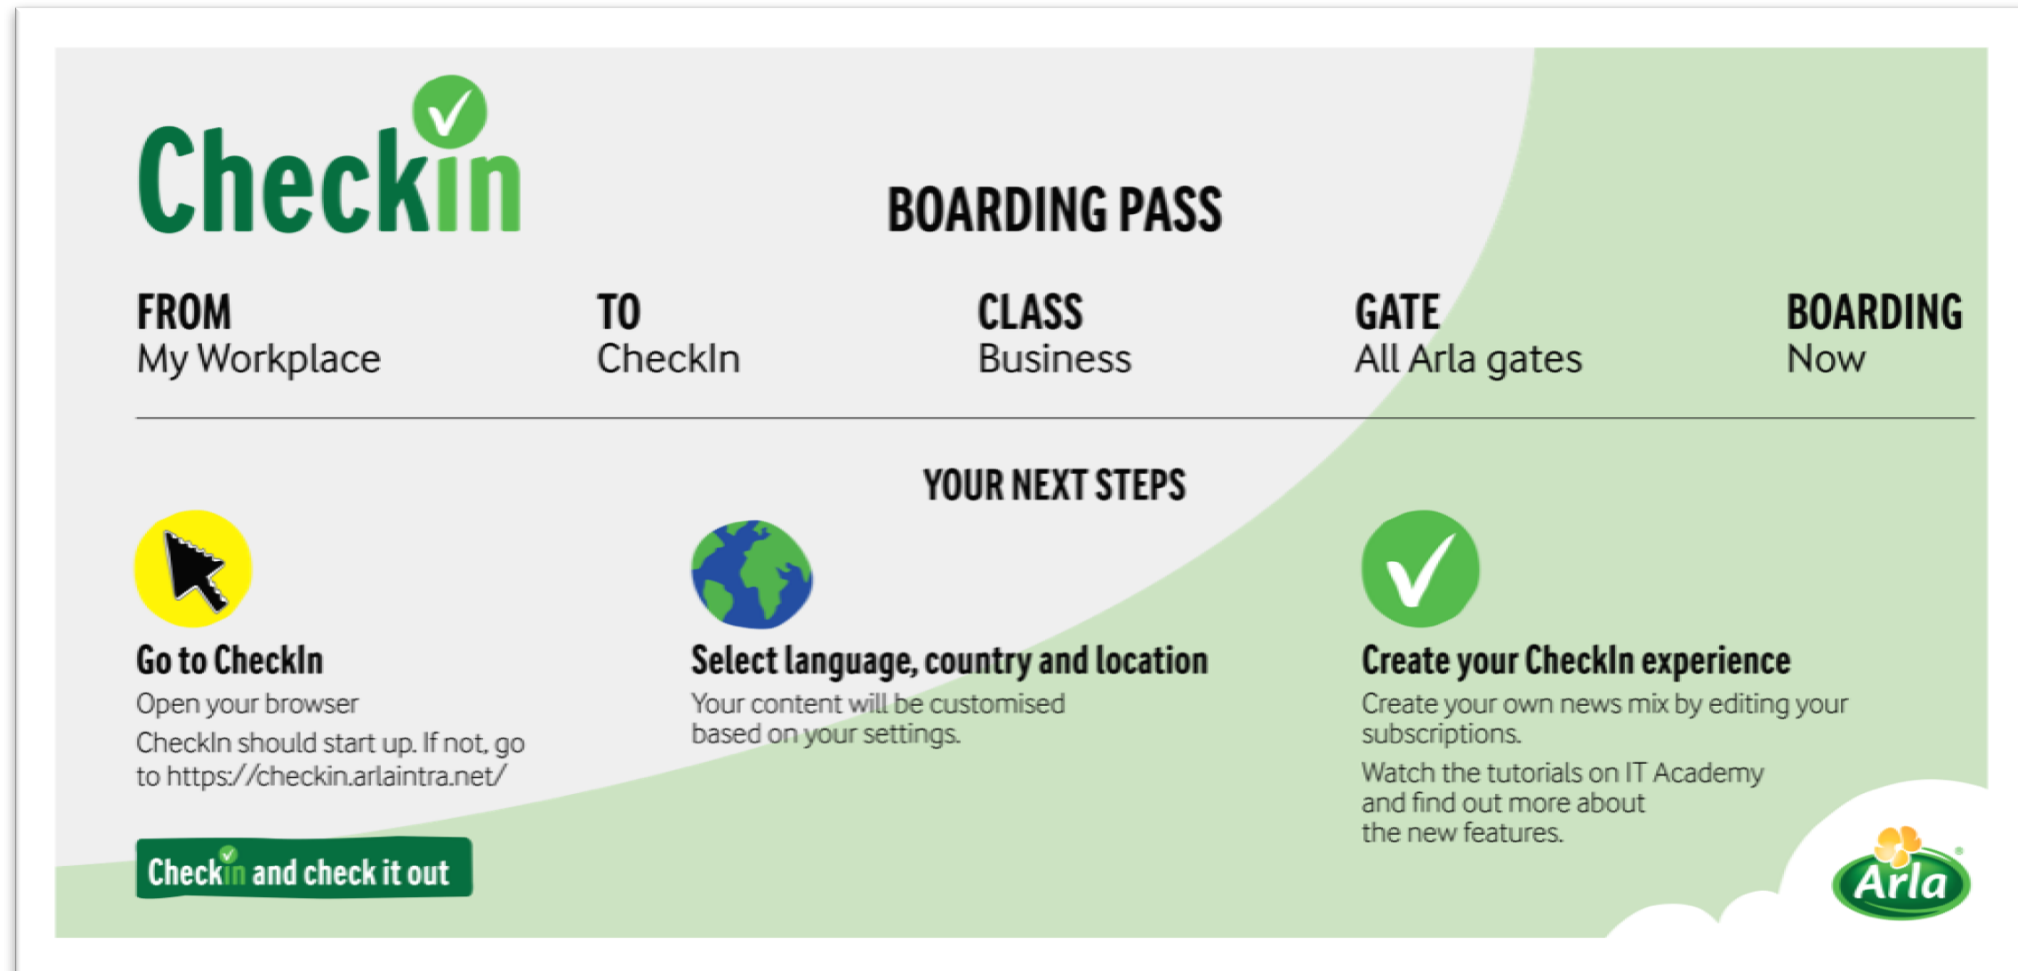 Checkin
BOARDING PASS
FROM
My Workplace
TO
CheckIn
CLASS
Business
GATE
All Arla gates
BOARDING
Now
YOUR NEXT STEPS
Go to CheckIn
Open your browser
CheckIn should start up. If not, go
to https://checkin.arlaintra.net/
Select language, country and location
Your content will be customised
based on your settings.
Create your CheckIn experience
Create your own news mix by editing your
subscriptions.
Watch the tutorials on IT Academy
and find out more about
the new features.
Checkin and check it out
Arla